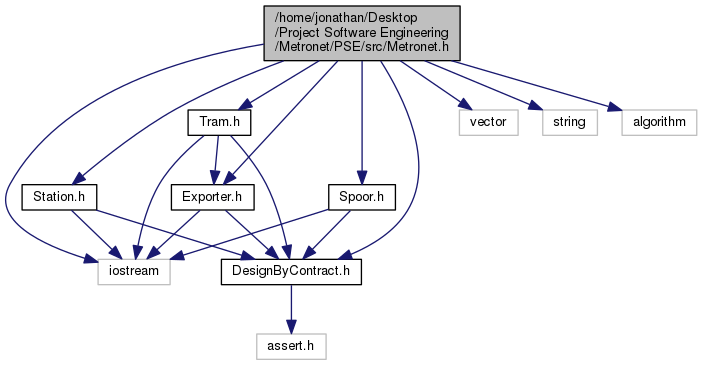 /home/jonathan/Desktop
/Project Software Engineering
/Metronet/PSE/src/Metronet.h
Tram.h
vector
string
algorithm
Station.h
Exporter.h
Spoor.h
iostream
DesignByContract.h
assert.h